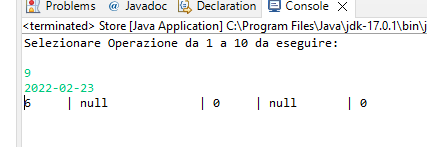 Problems @ Javadoc Declaration Console
<terminated> Store [Java Application] C:\Program Files\Java\jdk-17.0.1\bin\j
Selezionare Operazione da 1 a 10 da eseguire:
9
2022-02-23
6 | null | 0 | null | 0